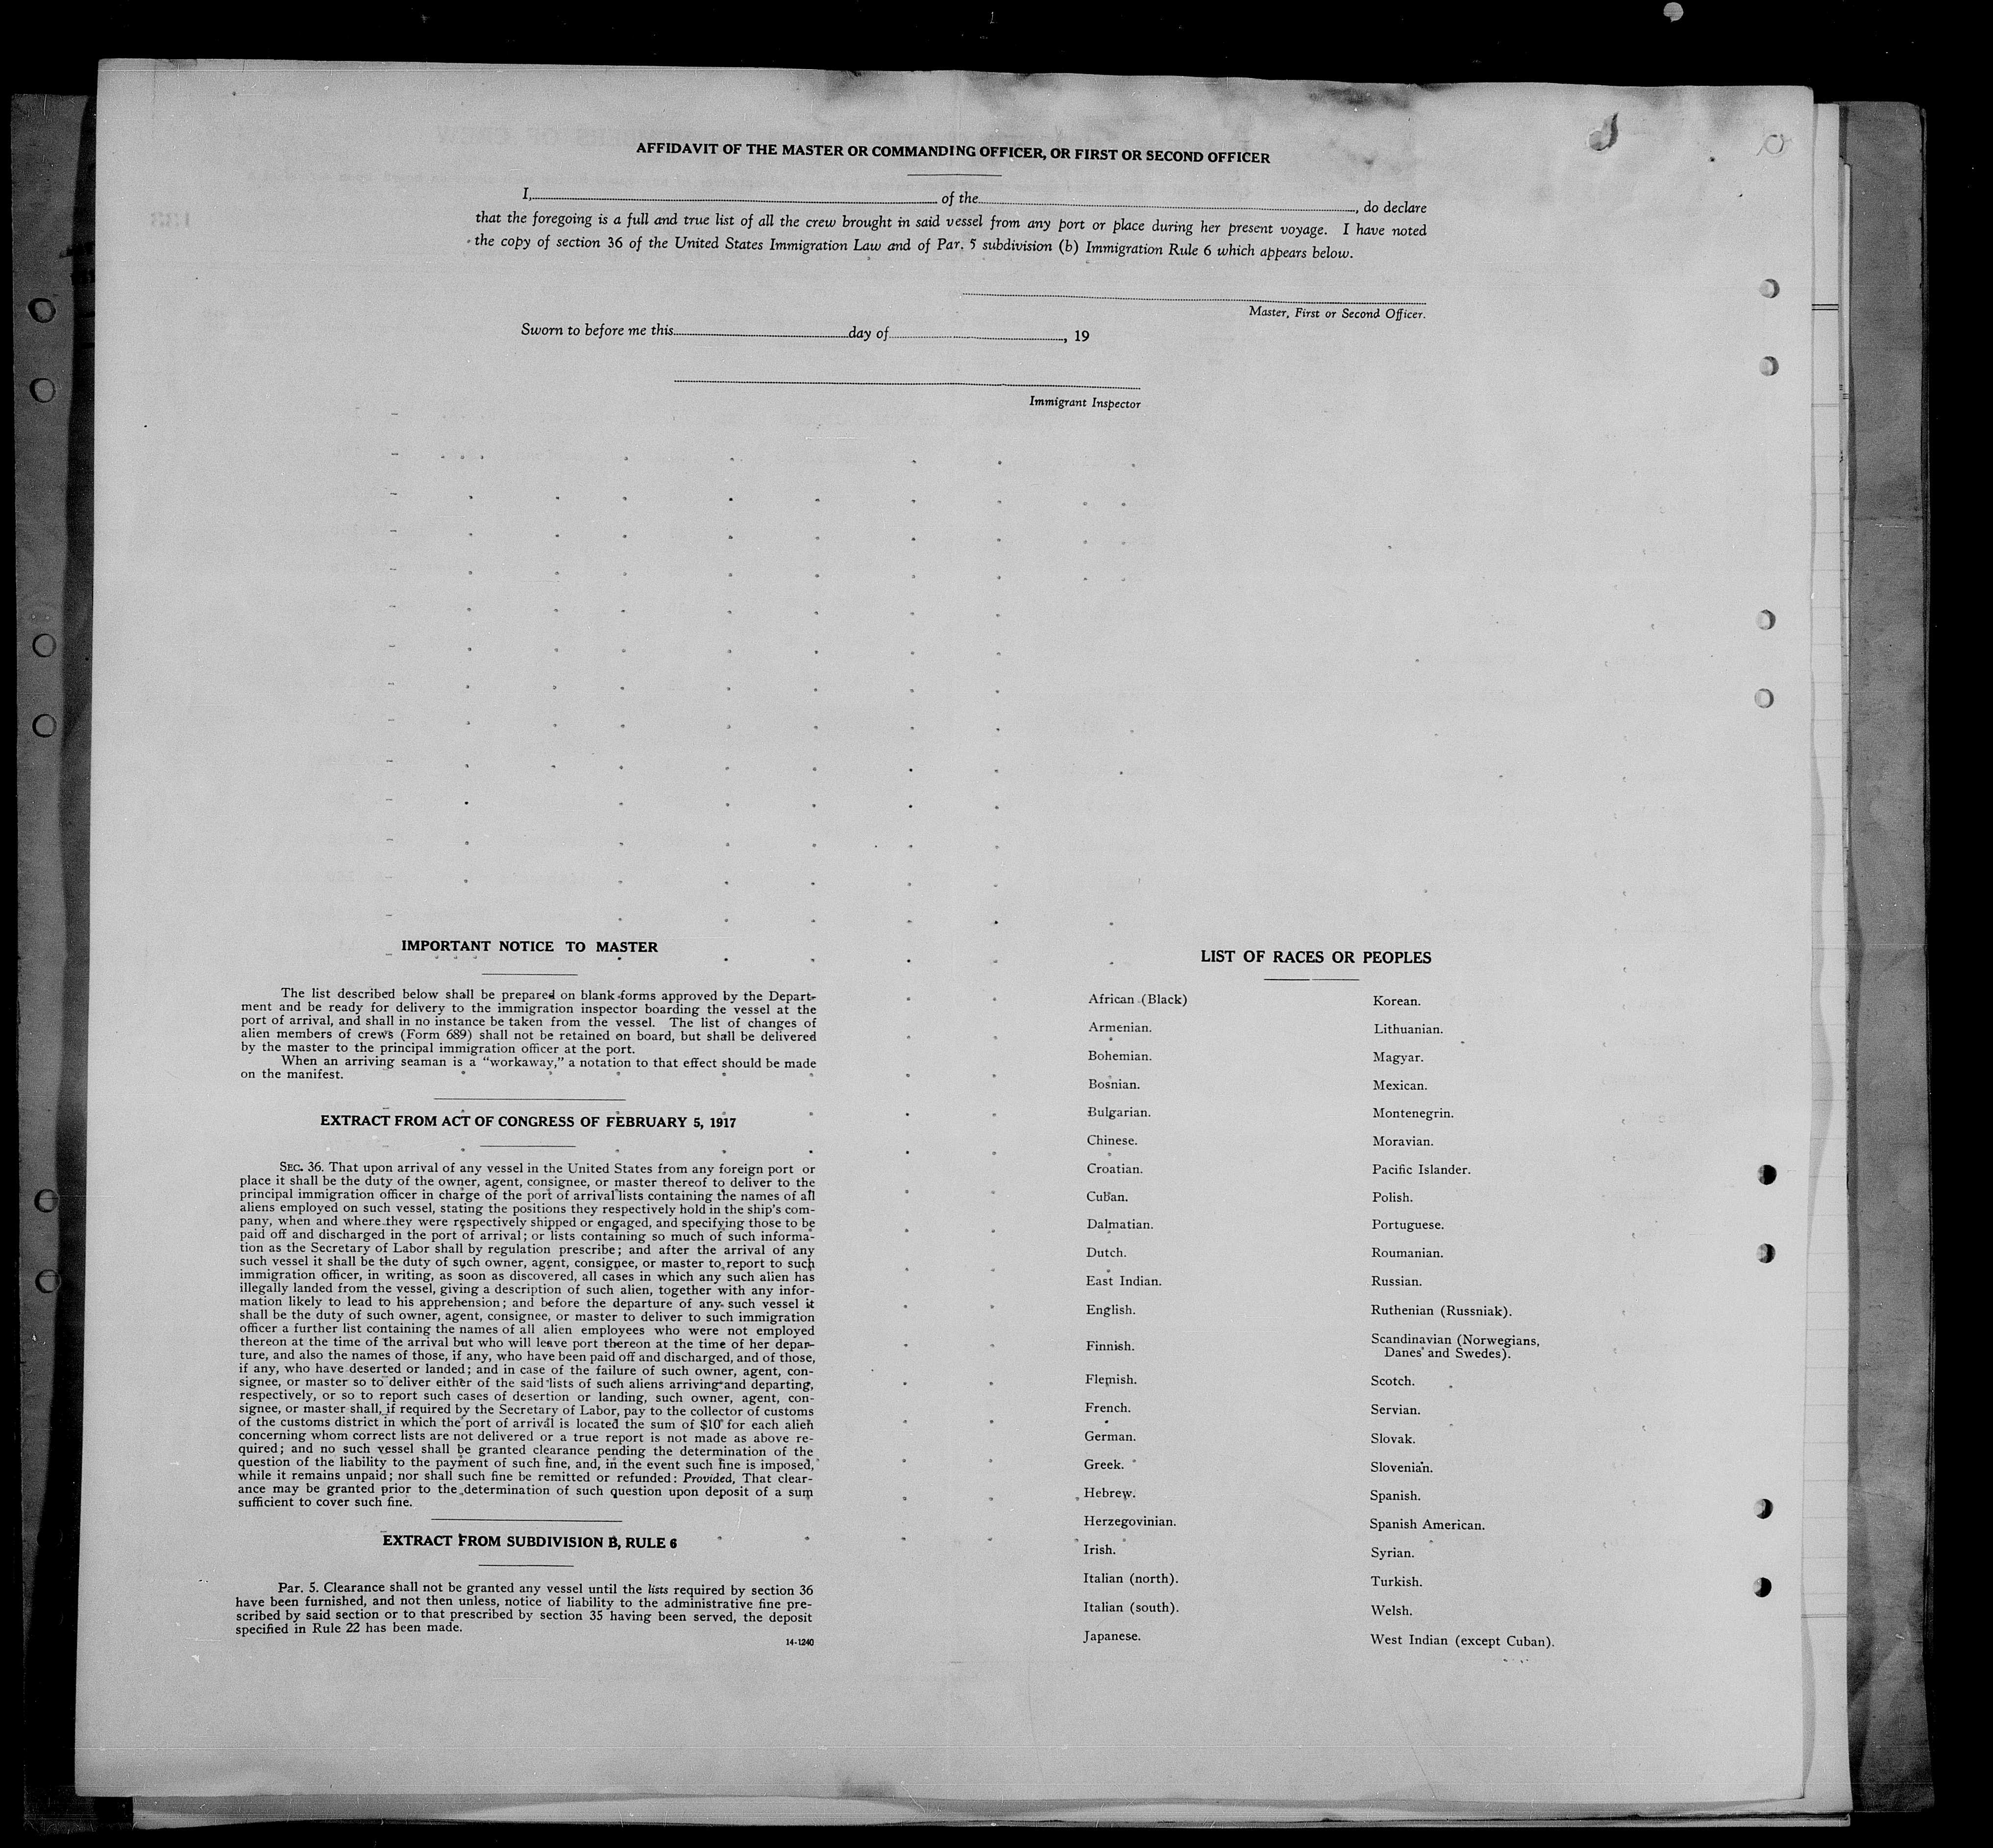 AFFIDAVIT OF THE MASTER OR COMMANDING OFFICER, OR FIRST OR SECOND OFFICER
I, of the , do declare
that the foregoing is a full and true list of all the crew brought in said vessel from any port or place during her present voyage. I have noted
the copy of section 36 of the United States Immigration Law and of Par. 5 subdivision (b) Immigration Rule 6 which appears below.
Master, First or Second Officer.
Sworn to before me this day of , 19
Immigrant Inspector
IMPORTANT NOTICE TO MASTER
The list described below shall be prepared on blank forms approved by the Depart-
ment and be ready for delivery to the immigration inspector boarding the vessel at the
port of arrival, and shall in no instance be taken from the vessel. The list of changes of
alien members of crews (Form 689) shall not be retained on board, but shall be delivered
by the master to the principal immigration officer at the port.
When an arriving seaman is a "workaway," a notation to that effect should be made
on the manifest.
EXTRACT FROM ACT OF CONGRESS OF FEBRUARY 5, 1917
SEC. 36. That upon arrival of any vessel in the United States from any foreign port or
place it shall be the duty of the owner, agent, consignee, or master thereof to deliver to the
principal immigration officer in charge of the port of arrival lists containing the names of all
aliens employed on such vessel, stating the positions they respectively hold in the ship's com-
pany, when and where they were respectively shipped or engaged, and specifying those to be
paid off and discharged in the port of arrival; or lists containing so much of such informa-
tion as the Secretary of Labor shall by regulation prescribe; and after the arrival of any
such vessel it shall be the duty of such owner, agent, consignee, or master to report to such
immigration officer, in writing, as soon as discovered, all cases in which any such alien has
illegally landed from the vessel, giving a description of such alien, together with any infor-
mation likely to lead to his apprehension; and before the departure of any such vessel it
shall be the duty of such owner, agent, consignee, or master to deliver to such immigration
officer a further list containing the names of all alien employees who were not employed
thereon at the time of the arrival but who will leave port thereon at the time of her depar-
ture, and also the names of those, if any, who have been paid off and discharged, and of those,
if any, who have deserted or landed; and in case of the failure of such owner, agent, con-
signee, or master so to deliver either of the said lists of such aliens arriving and departing,
respectively, or so to report such cases of desertion or landing, such owner, agent, con-
signee, or master shall, if required by the Secretary of Labor, pay to the collector of customs
of the customs district in which the port of arrival is located the sum of $10 for each alien
concerning whom correct lists are not delivered or a true report is not made as above re-
quired; and no such vessel shall be granted clearance pending the determination of the
question of the liability to the payment of such fine, and, in the event such fine is imposed,
while it remains unpaid; nor shall such fine be remitted or refunded: Provided, That clear-
ance may be granted prior to the determination of such question upon deposit of a sum
sufficient to cover such fine.
EXTRACT FROM SUBDIVISION B, RULE 6
Par. 5. Clearance shall not be granted any vessel until the lists required by section 36
have been furnished, and not then unless, notice of liability to the administrative fine pre-
scribed by said section or to that prescribed by section 35 having been served, the deposit
specified in Rule 22 has been made.
14-1240
LIST OF RACES OR PEOPLES
African (Black)
Armenian.
Bohemian.
Bosnian.
Bulgarian.
Chinese.
Croatian.
Cuban.
Dalmatian.
Dutch.
East Indian.
English.
Finnish.
Flemish.
French.
German.
Greek.
Hebrew.
Herzegovinian.
Irish.
Italian (north).
Italian (south).
Japanese.
Korean.
Lithuanian.
Magyar.
Mexican.
Montenegrin.
Moravian.
Pacific Islander.
Polish.
Portuguese.
Roumanian.
Russian.
Ruthenian (Russniak).
Scandinavian (Norwegians,
Danes and Swedes).
Scotch.
Servian.
Slovak.
Slovenian.
Spanish.
Spanish American.
Syrian.
Turkish.
Welsh.
West Indian (except Cuban).